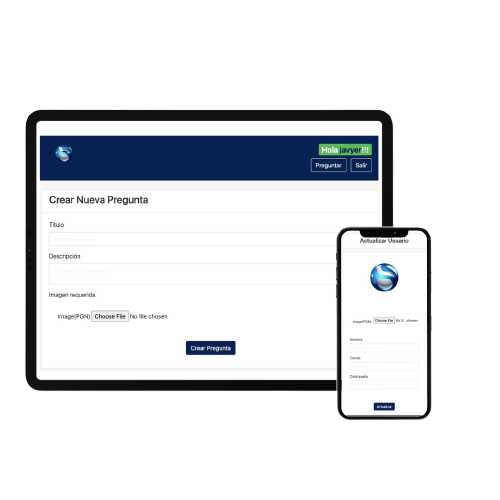 Hola javyer!!!
Preguntar Salir
Crear Nueva Pregunta
Título
Descripción
Imagen requerida
Image(PGN) Choose File No file chosen
Crear Pregunta
Actualizar Usuario
Image(PGN) Choose File No fi...chosen
Nombre
Correo
Contraseña
Actualizar